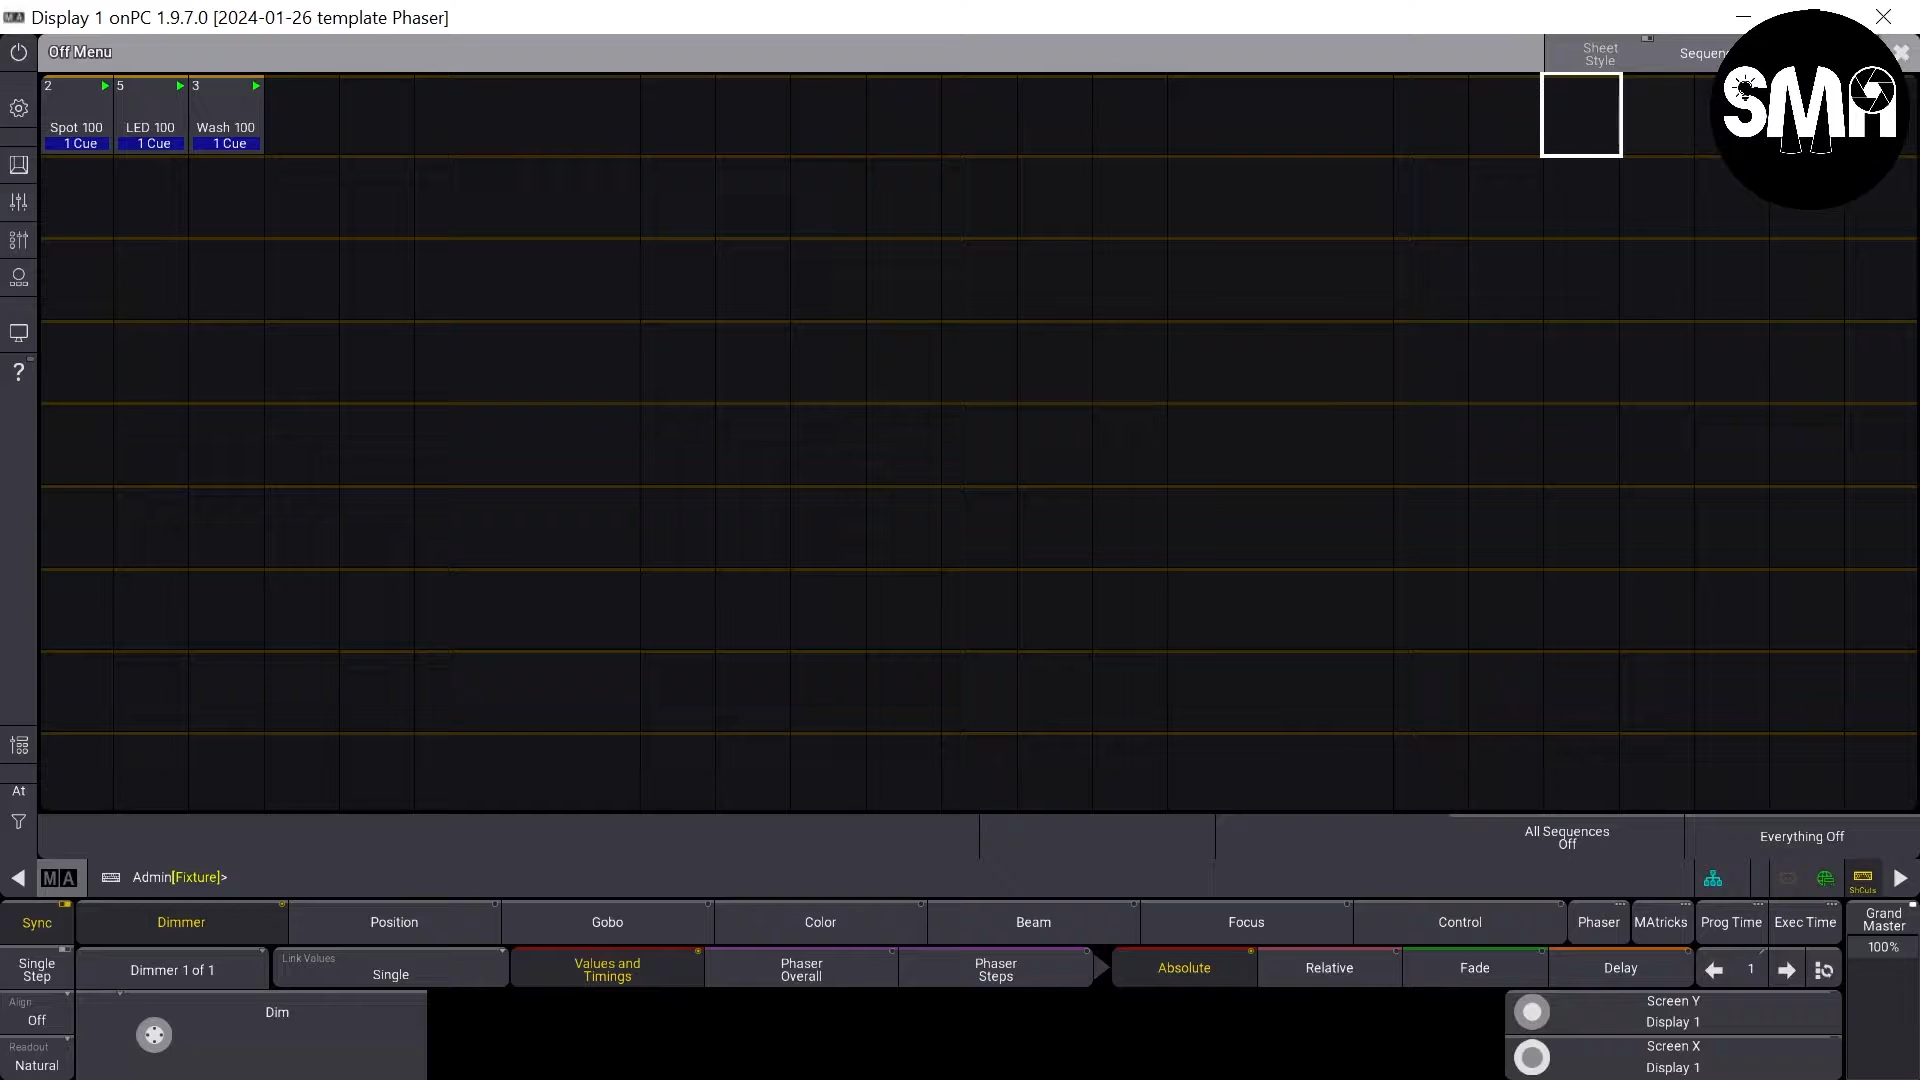 Display 1 onPC 1.9.7.0 [2024-01-26 template Phaser]
Off Menu
Sheet
Style
SMA
2
5
3
Spot 100
LED 100
Wash 100
1 Cue
1 Cue
1 Cue
?
At
All Sequences
Off
Everything Off
MA
Admin[Fixture]>
ShCuts
Sync
Dimmer
Position
Gobo
Color
Beam
Focus
Control
Phaser
MAtricks
Prog Time
Exec Time
Grand
Master
100%
Single
Step
Dimmer 1 of 1
Link Values
Single
Values and
Timings
Phaser
Overall
Phaser
Steps
Absolute
Relative
Fade
Delay
1
Align
Off
Dim
Readout
Natural
Screen Y
Display 1
Screen X
Display 1